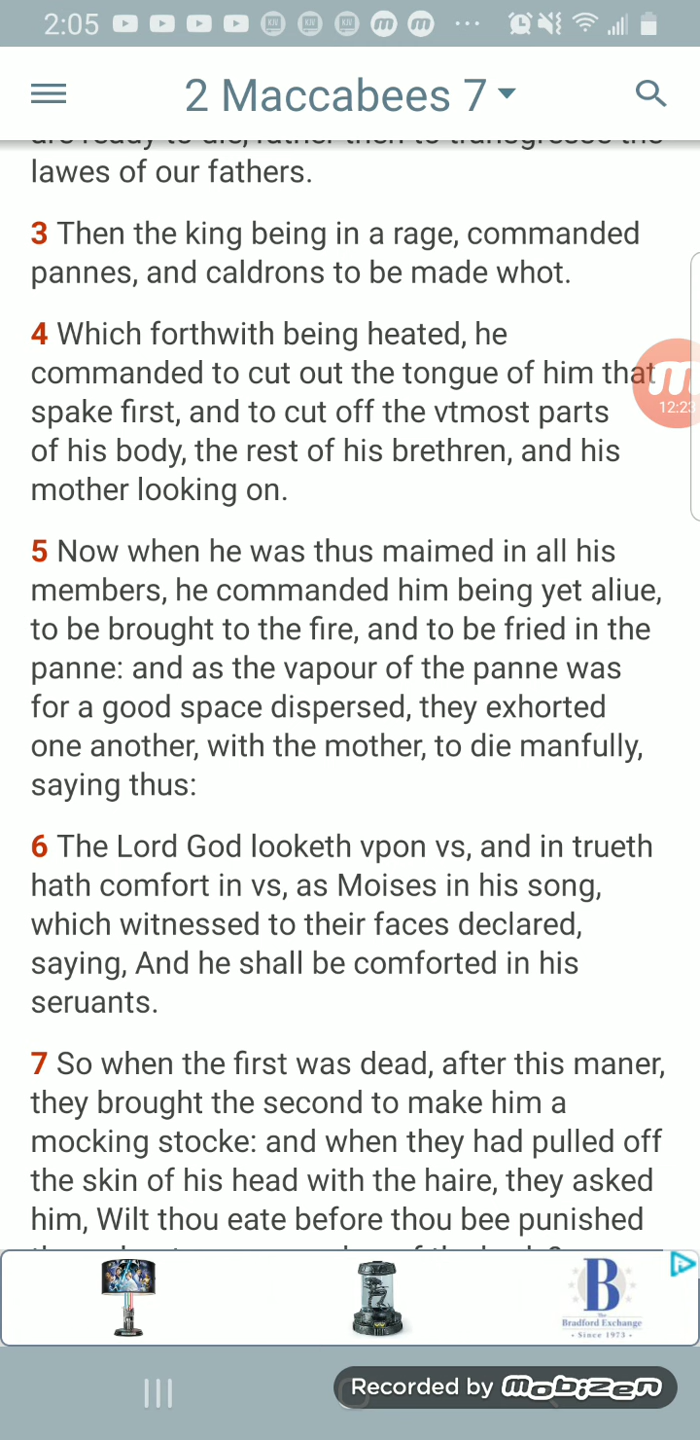 2:05
2 Maccabees 7
lawes of our fathers.
3 Then the king being in a rage, commanded
pannes, and caldrons to be made whot.
4 Which forthwith being heated, he
commanded to cut out the tongue of him that
spake first, and to cut off the vtmost parts
of his body, the rest of his brethren, and his
mother looking on.
12:23
5 Now when he was thus maimed in all his
members, he commanded him being yet aliue,
to be brought to the fire, and to be fried in the
panne: and as the vapour of the panne was
for a good space dispersed, they exhorted
one another, with the mother, to die manfully,
saying thus:
6 The Lord God looketh vpon vs, and in trueth
hath comfort in vs, as Moises in his song,
which witnessed to their faces declared,
saying, And he shall be comforted in his
seruants.
7 So when the first was dead, after this maner,
they brought the second to make him a
mocking stocke: and when they had pulled off
the skin of his head with the haire, they asked
him, Wilt thou eate before thou bee punished
B
The
Bradford Exchange
• Since 1973 •
Recorded by Mobizen